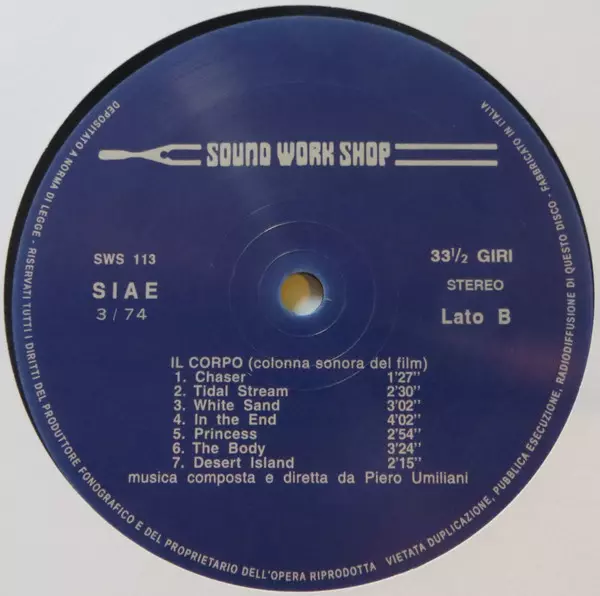 SOUND WORK SHOP
SWS 113
SIAE
3 / 74
33 1/2 GIRI
STEREO
Lato B
IL CORPO (colonna sonora del film)
1. Chaser 1'27"
2. Tidal Stream 2'30"
3. White Sand 3'02"
4. In the End 4'02"
5. Princess 2'54"
6. The Body 3'24"
7. Desert Island 2'15"
musica composta e diretta da Piero Umiliani
DEPOSITATO A NORMA DI LEGGE - RISERVATI TUTTI I DIRITTI DEL PRODUTTORE FONOGRAFICO E DEL PROPRIETARIO DELL'OPERA RIPRODOTTA VIETATA DUPLICAZIONE, PUBBLICA ESECUZIONE, RADIODIFFUSIONE DI QUESTO DISCO - FABBRICATO IN ITALIA